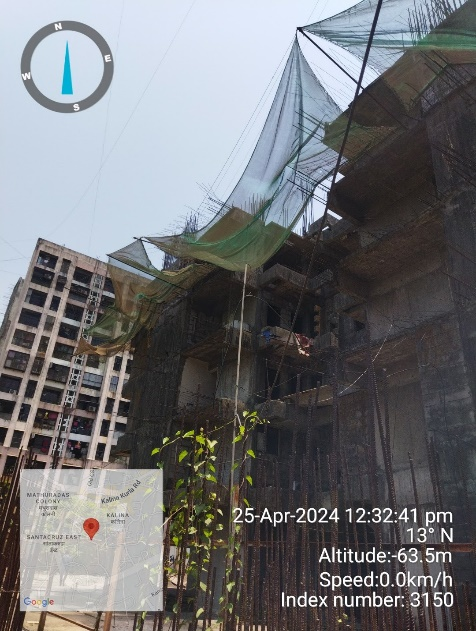 N
W E
S
MATHURADAS
COLONY
KALINA
कलिना
Kalina Kurla Rd
SANTACRUZ EAST
Google
25-Apr-2024 12:32:41 pm
13° N
Altitude:-63.5m
Speed:0.0km/h
Index number: 3150